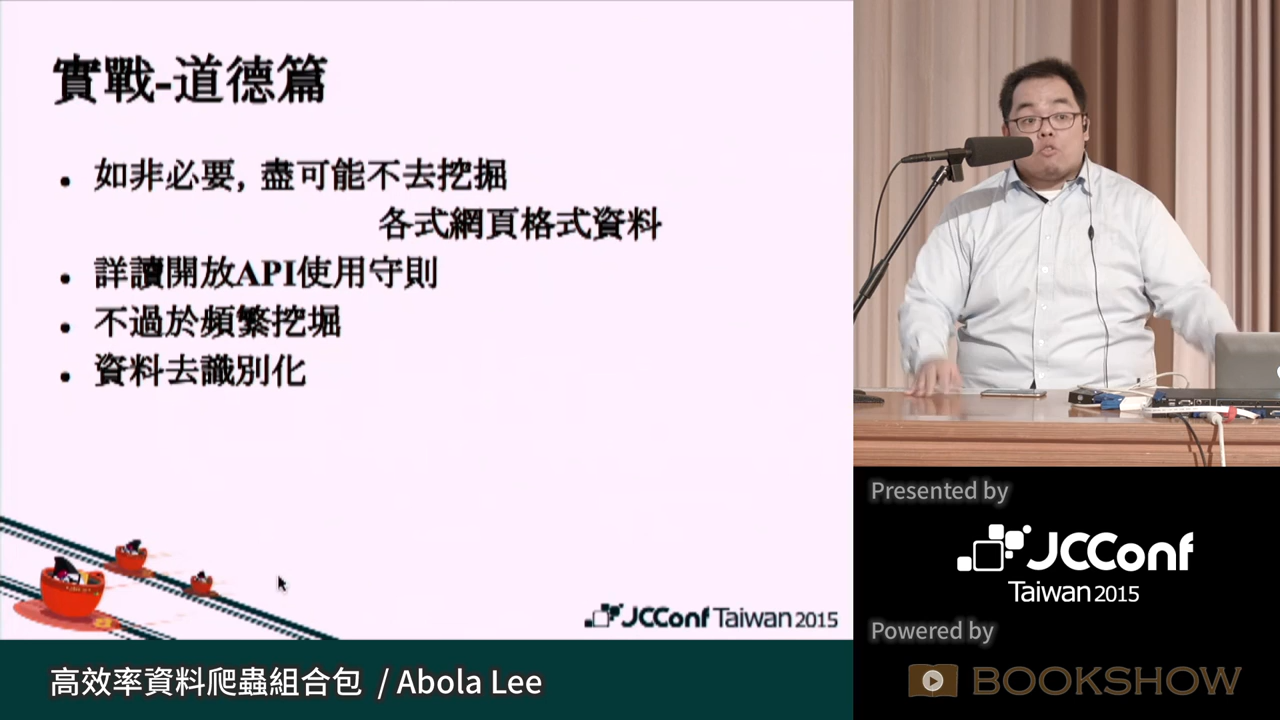 實戰-道德篇
• 如非必要, 盡可能不去挖掘
各式網頁格式資料
• 詳讀開放API使用守則
• 不過於頻繁挖堀
• 資料去識別化
JCConf Taiwan 2015
高效率資料爬蟲組合包 / Abola Lee
Presented by
JCConf
Taiwan 2015
Powered by
BOOKSHOW